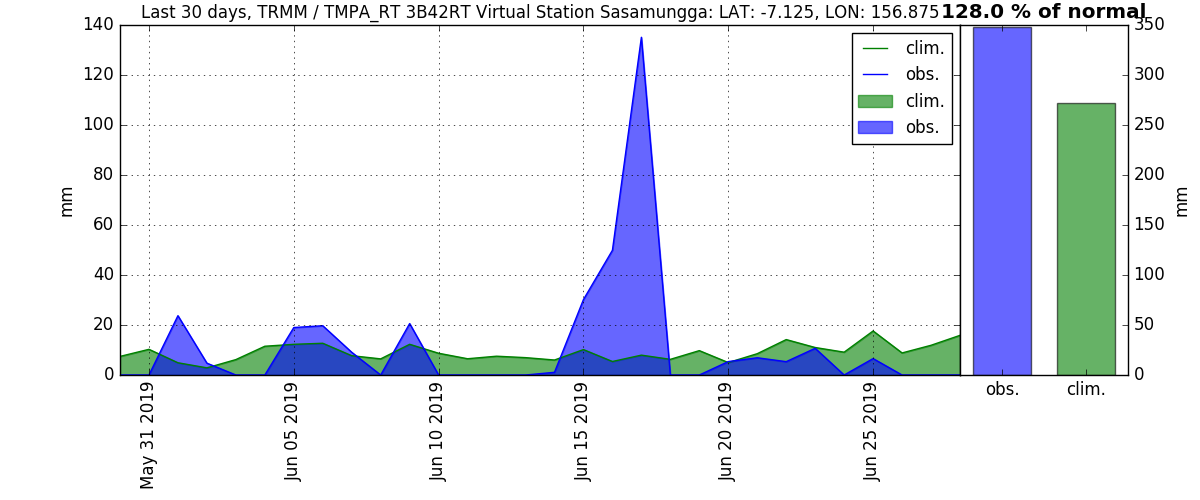 Last 30 days, TRMM / TMPA_RT 3B42RT Virtual Station Sasamungga: LAT: -7.125, LON: 156.875
128.0 % of normal
140
120
100
80
60
40
20
0
mm
clim.
obs.
clim.
obs.
May 31 2019
Jun 05 2019
Jun 10 2019
Jun 15 2019
Jun 20 2019
Jun 25 2019
350
300
250
200
150
100
50
0
mm
obs.
clim.